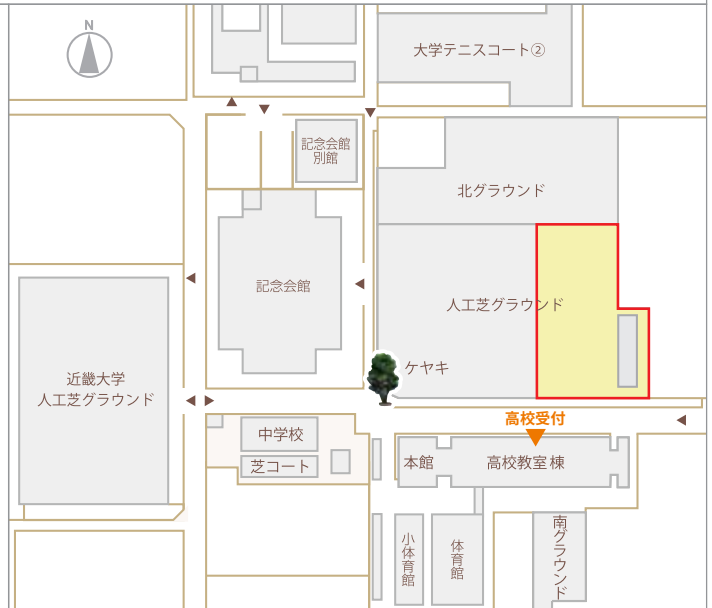 N
大学テニスコート②
記念会館
別館
北グラウンド
記念会館
人工芝グラウンド
ケヤキ
近畿大学
人工芝グラウンド
高校受付
中学校
芝コート
本館
高校教室棟
小体育館
体育館
南グラウンド